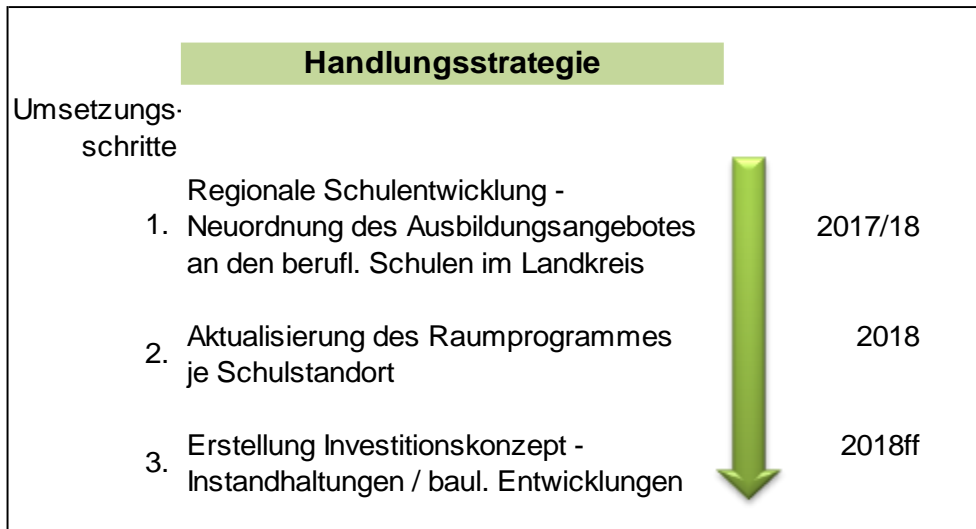 Handlungsstrategie
Umsetzungs-
schritte
1. Regionale Schulentwicklung -
Neuordnung des Ausbildungsangebotes
an den berufl. Schulen im Landkreis
2017/18
2. Aktualisierung des Raumprogrammes
je Schulstandort
2018
3. Erstellung Investitionskonzept -
Instandhaltungen / baul. Entwicklungen
2018ff